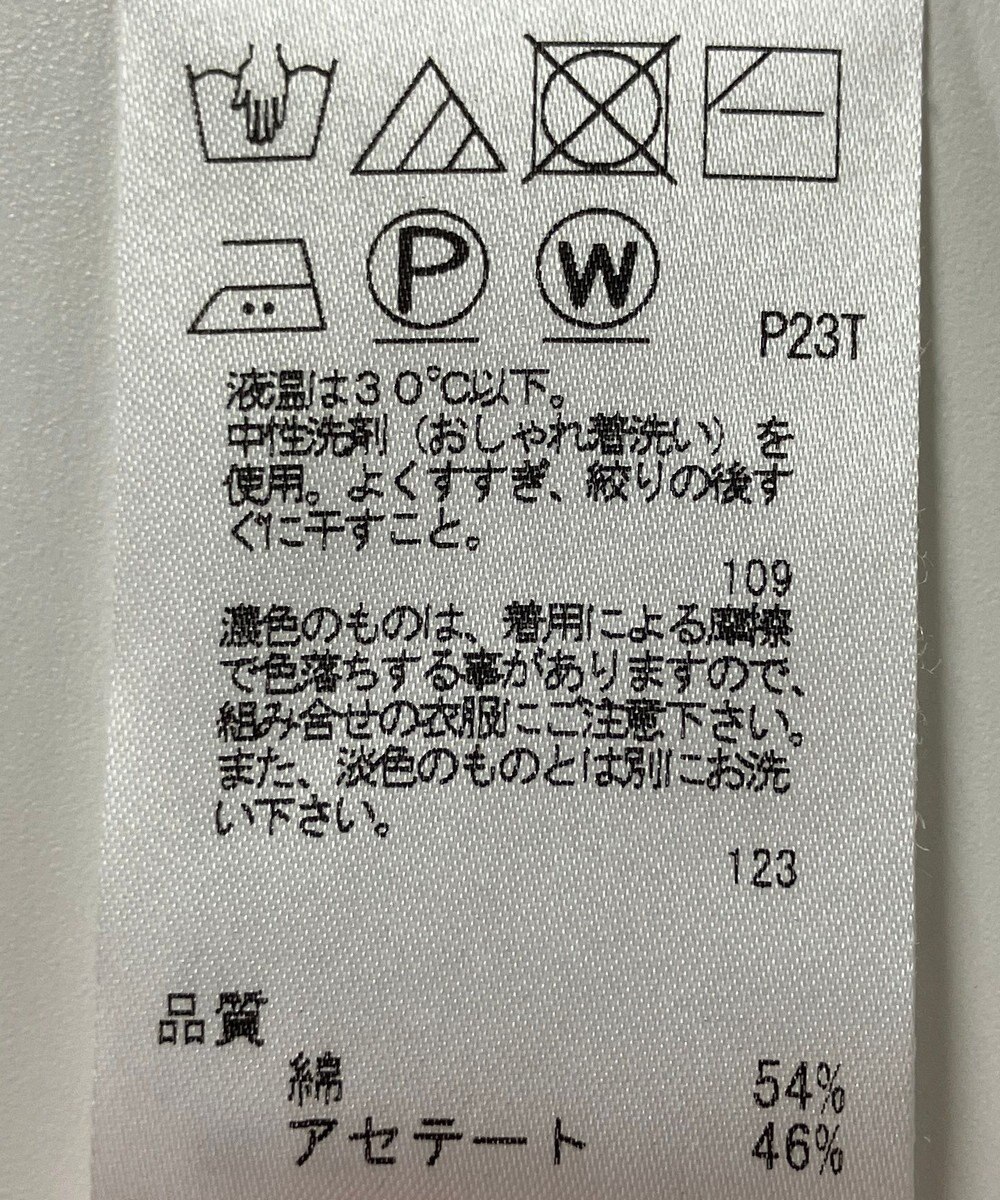 P
W
P23T
液温は30℃以下。
中性洗剤(おしゃれ着洗い)を
使用。よくすすぎ、絞りの後す
ぐに干すこと。
109
濃色のものは、着用による摩擦
で色落ちする事がありますので、
組み合せの衣服にご注意下さい。
また、淡色のものとは別にお洗
い下さい。
123
品質
綿 54%
アセテート 46%